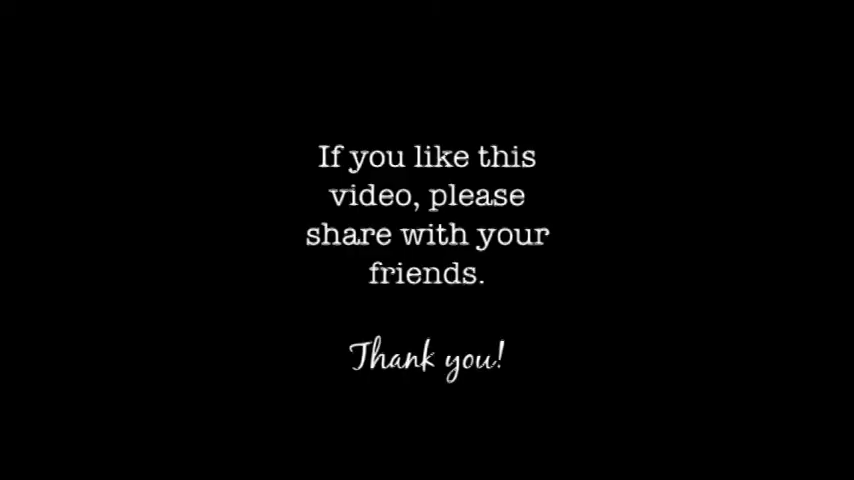 If you like this
video, please
share with your
friends.
Thank you!